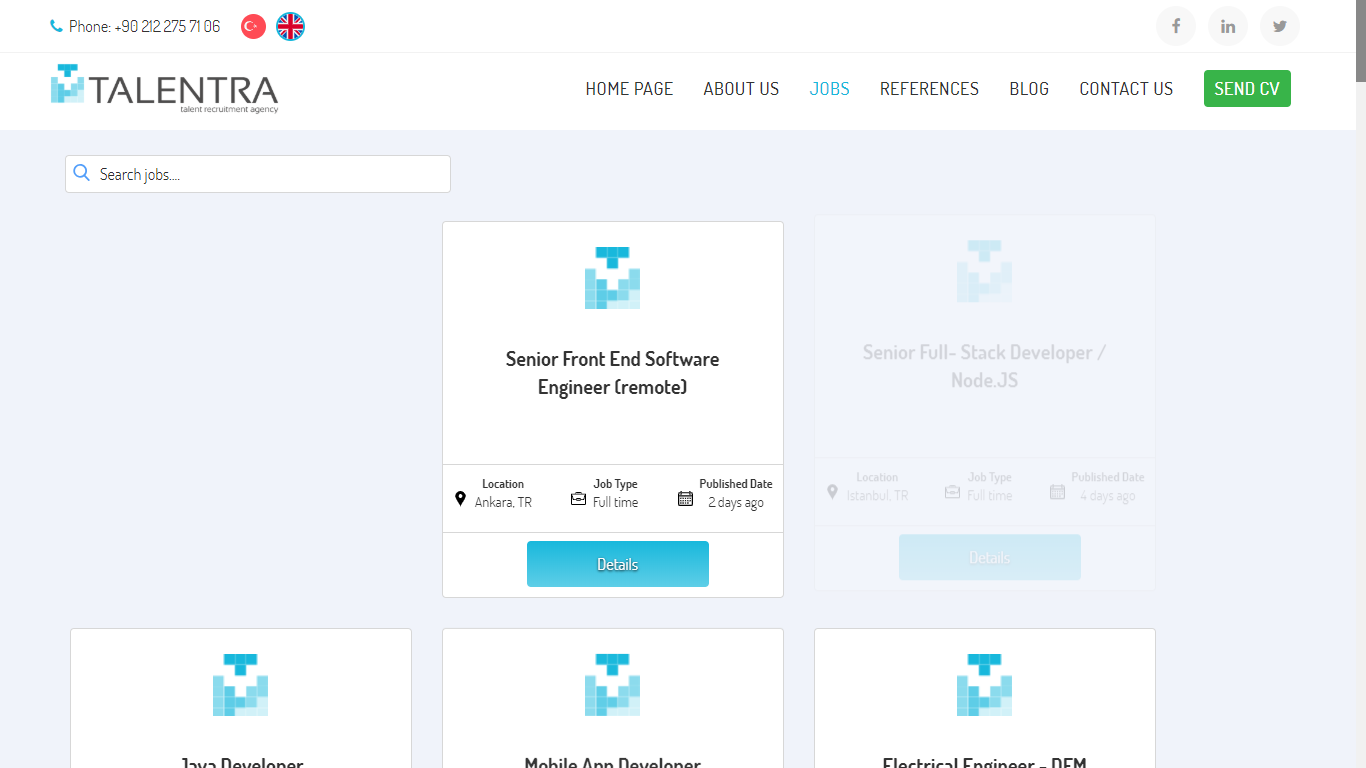 Phone: +90 212 275 71 06
TALENTRA
talent recruitment agency
HOME PAGE
ABOUT US
JOBS
REFERENCES
BLOG
CONTACT US
SEND CV
Search jobs....
Senior Front End Software
Engineer (remote)
Location
Ankara, TR
Job Type
Full time
Published Date
2 days ago
Details
Senior Full- Stack Developer /
Node.JS
Location
Istanbul, TR
Job Type
Full time
Published Date
4 days ago
Details
Java Developer
Mobile App Developer
Electrical Engineer - DFM